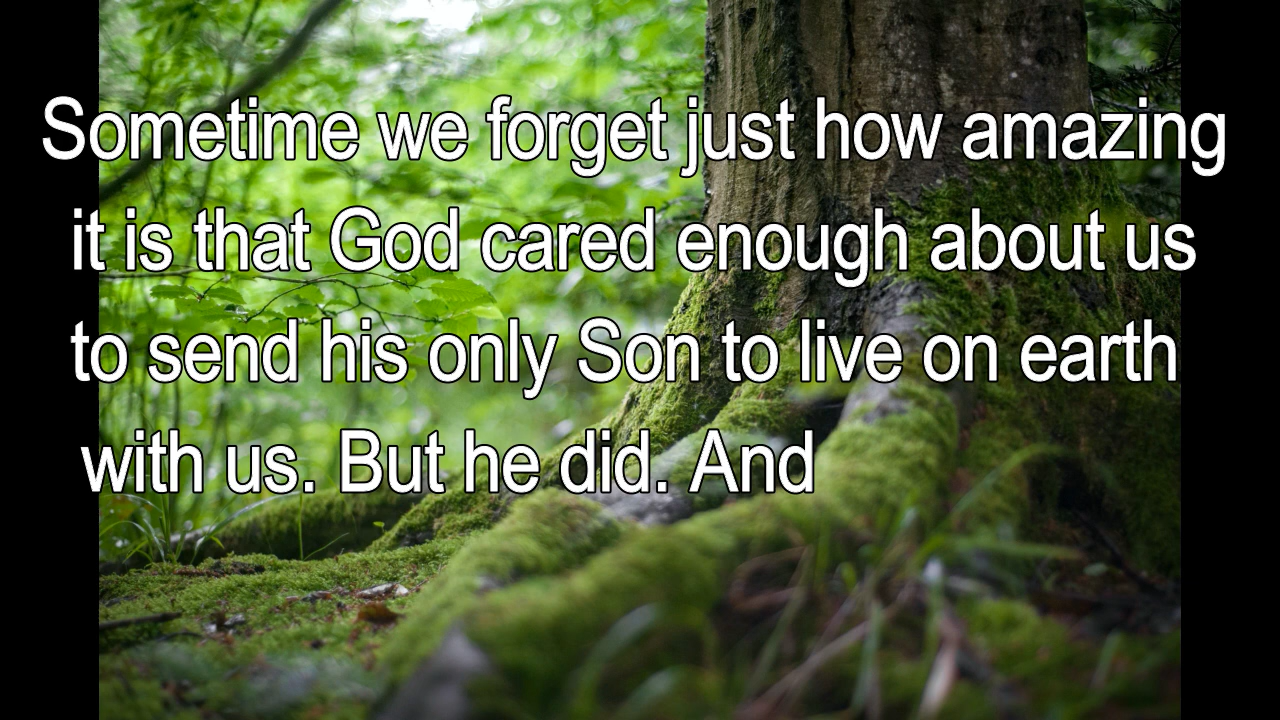 Sometime we forget just how amazing
it is that God cared enough about us
to send his only Son to live on earth
with us. But he did. And